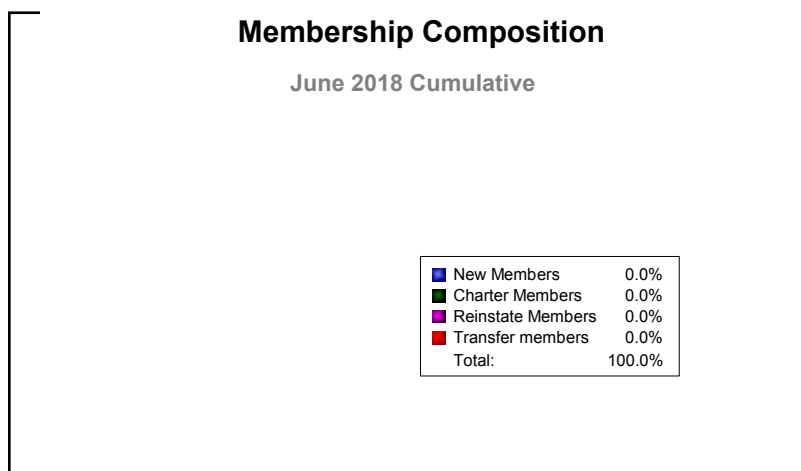 Membership Composition
June 2018 Cumulative
New Members 0.0%
Charter Members 0.0%
Reinstate Members 0.0%
Transfer members 0.0%
Total: 100.0%